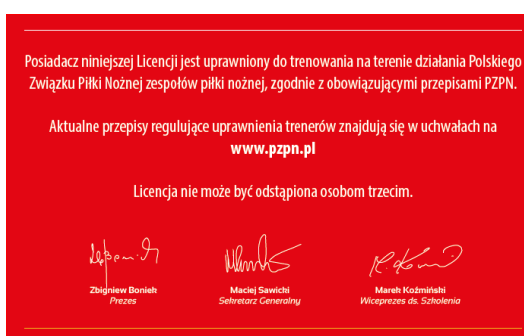 Posiadacz niniejszej Licencji jest uprawniony do trenowania na terenie działania Polskiego
Związku Piłki Nożnej zespołów piłki nożnej, zgodnie z obowiązującymi przepisami PZPN.
Aktualne przepisy regulujące uprawnienia trenerów znajdują się w uchwałach na
www.pzpn.pl
Licencja nie może być odstąpiona osobom trzecim.
Zbigniew Boniek Maciej Sawicki Marek Koźmiński
Prezes Sekretarz Generalny Wiceprezes ds. Szkolenia